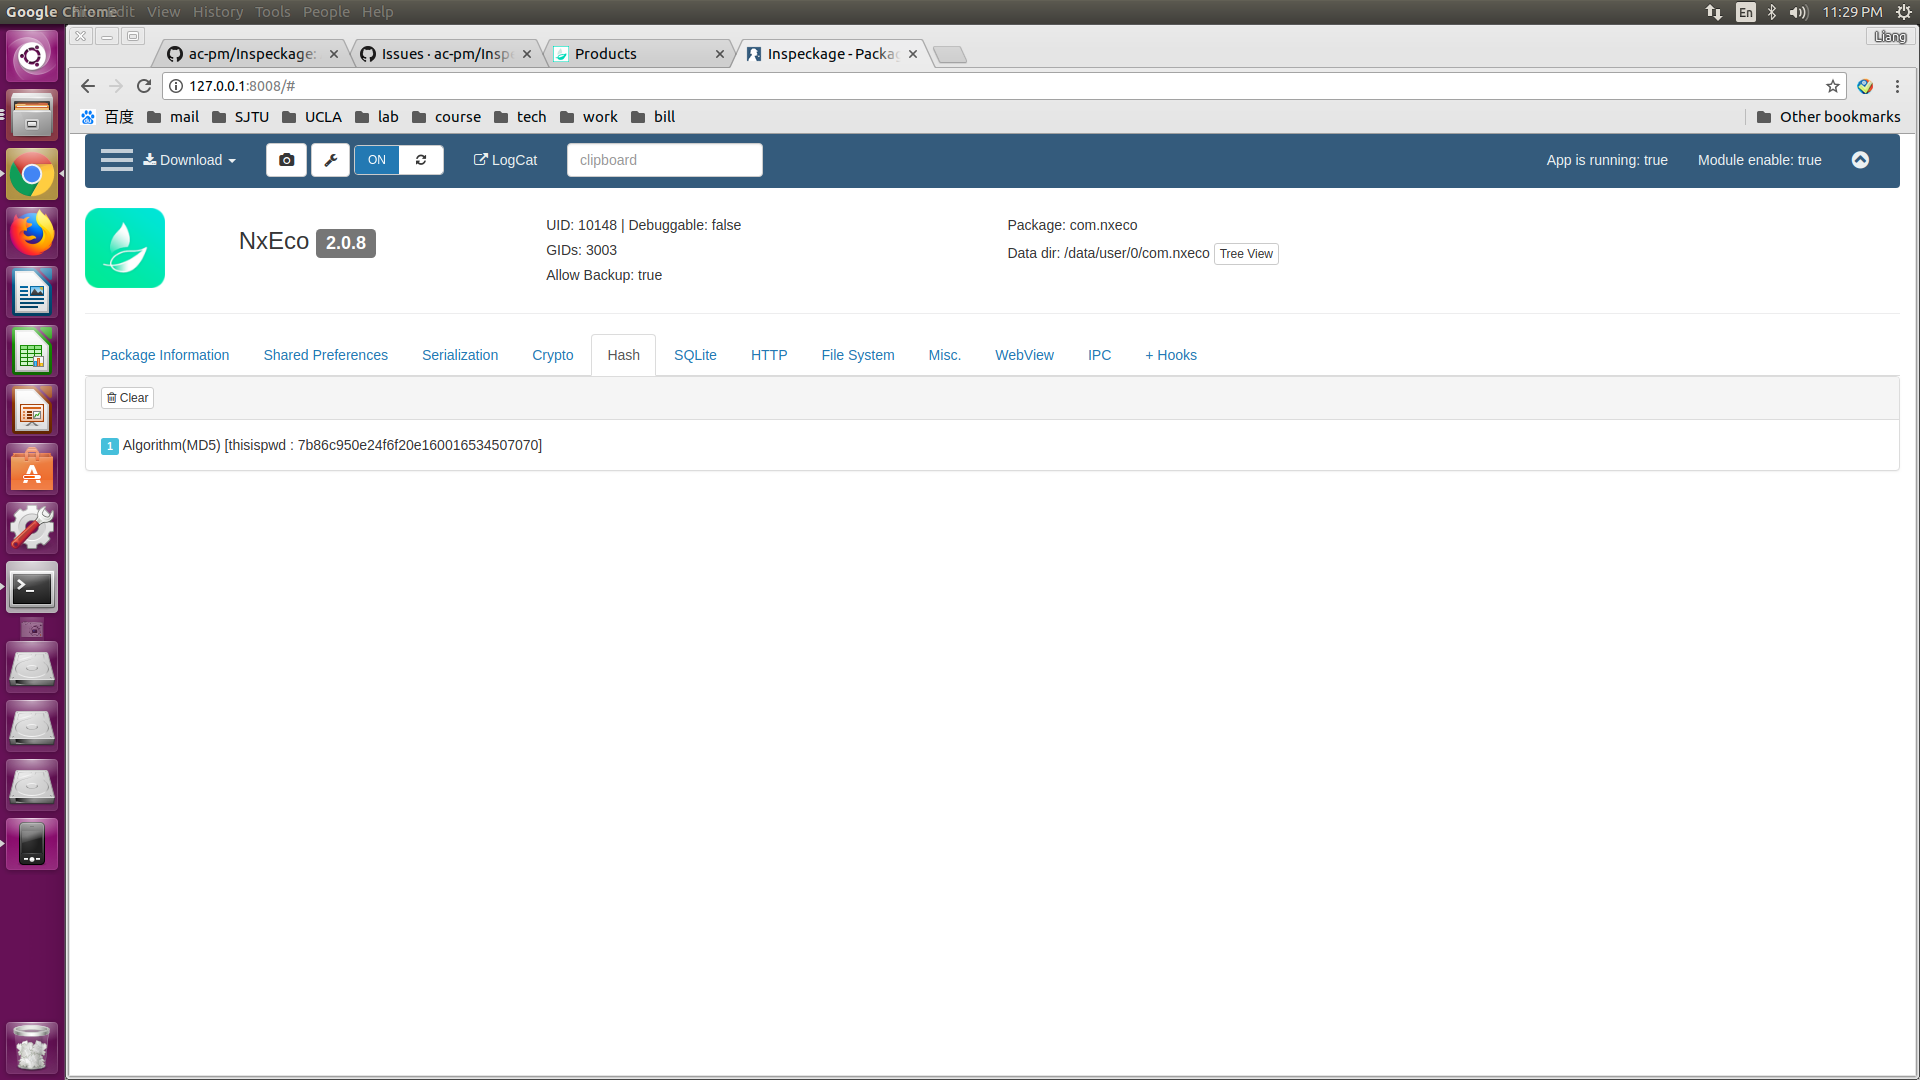 Google Chrome Edit View History Tools People Help
En 11:29 PM
Liang
ac-pm/Inspeckage: Issues · ac-pm/Inspe Products Inspeckage - Packag
127.0.0.1:8008/#
百度 mail SJTU UCLA lab course tech work bill Other bookmarks
Download ON LogCat clipboard App is running: true Module enable: true
NxEco 2.0.8
UID: 10148 | Debuggable: false
GIDs: 3003
Allow Backup: true
Package: com.nxeco
Data dir: /data/user/0/com.nxeco Tree View
Package Information Shared Preferences Serialization Crypto Hash SQLite HTTP File System Misc. WebView IPC + Hooks
Clear
1 Algorithm(MD5) [thisispwd : 7b86c950e24f6f20e160016534507070]